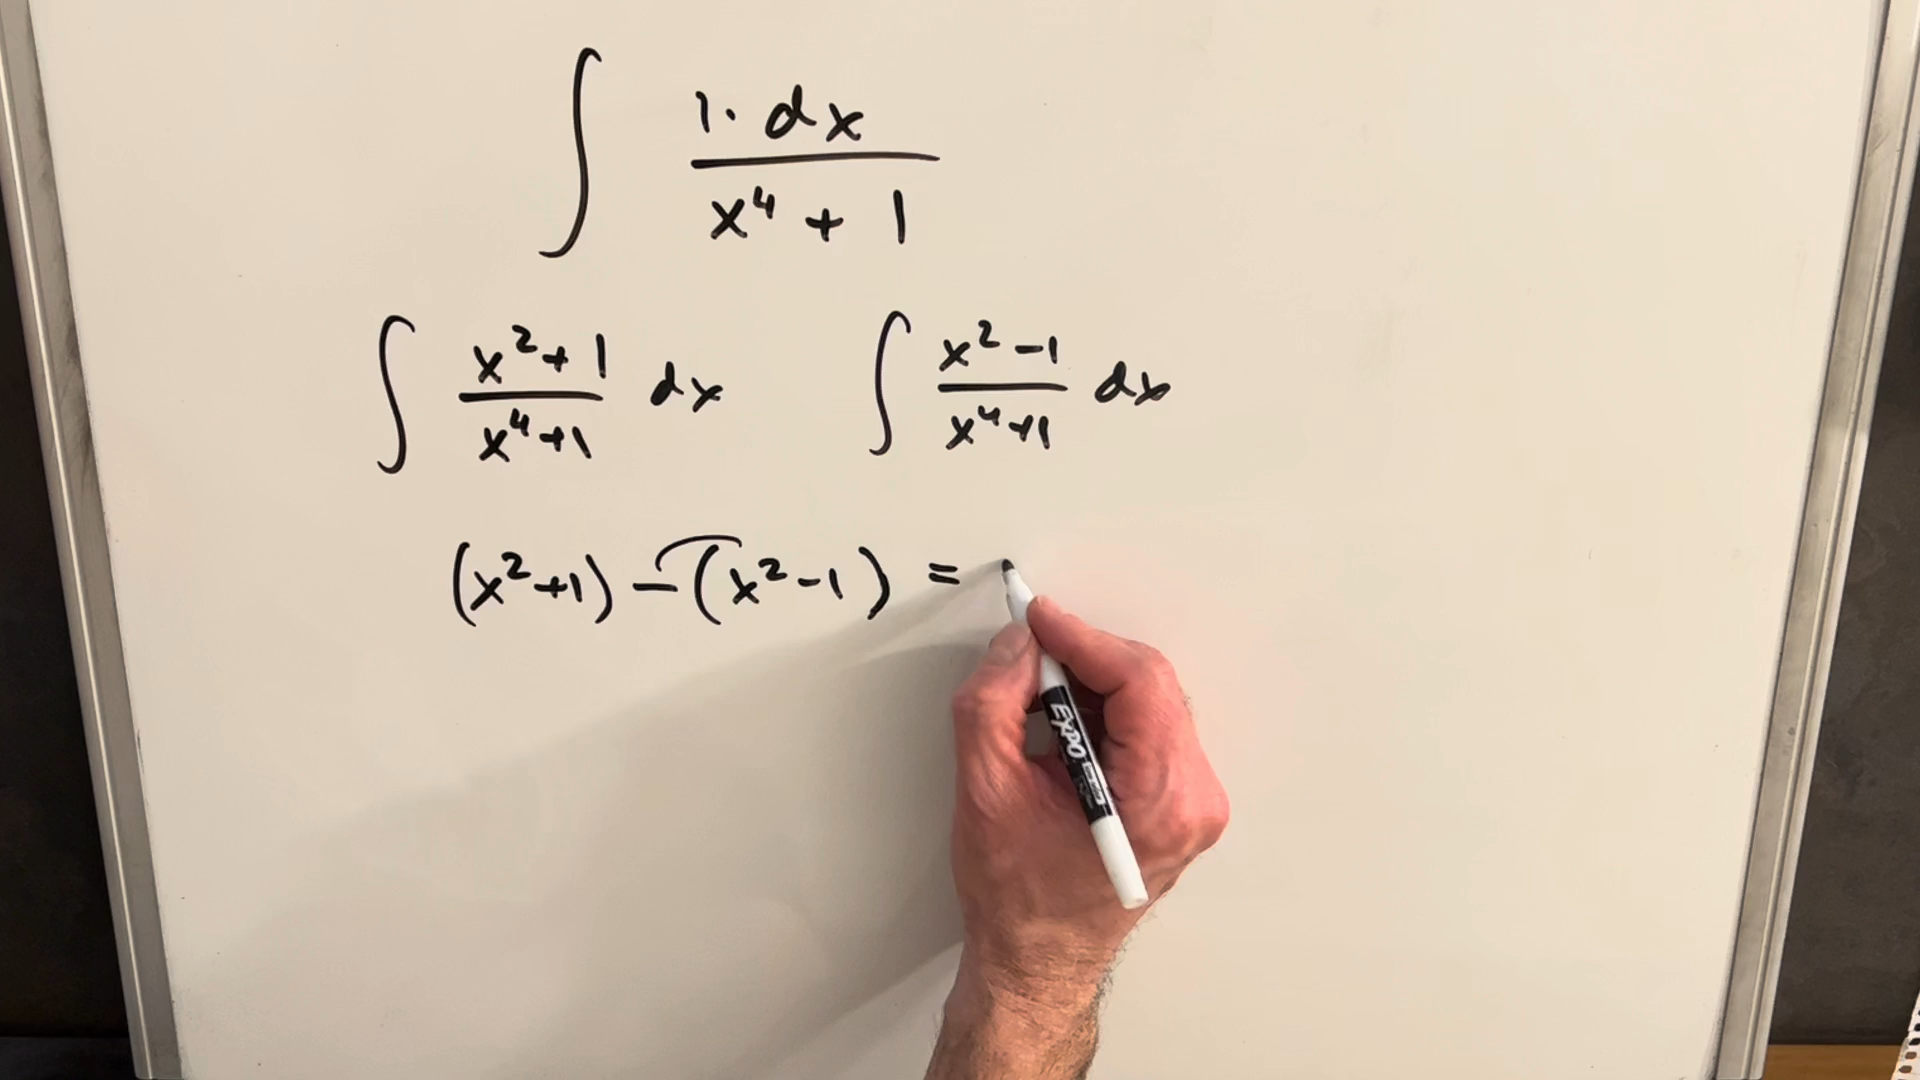 ∫ 1· dx / x⁴ + 1
∫ x²+1 / x⁴+1 dx ∫ x²-1 / x⁴+1 dx
(x²+1) - (x²-1) =
EXPO